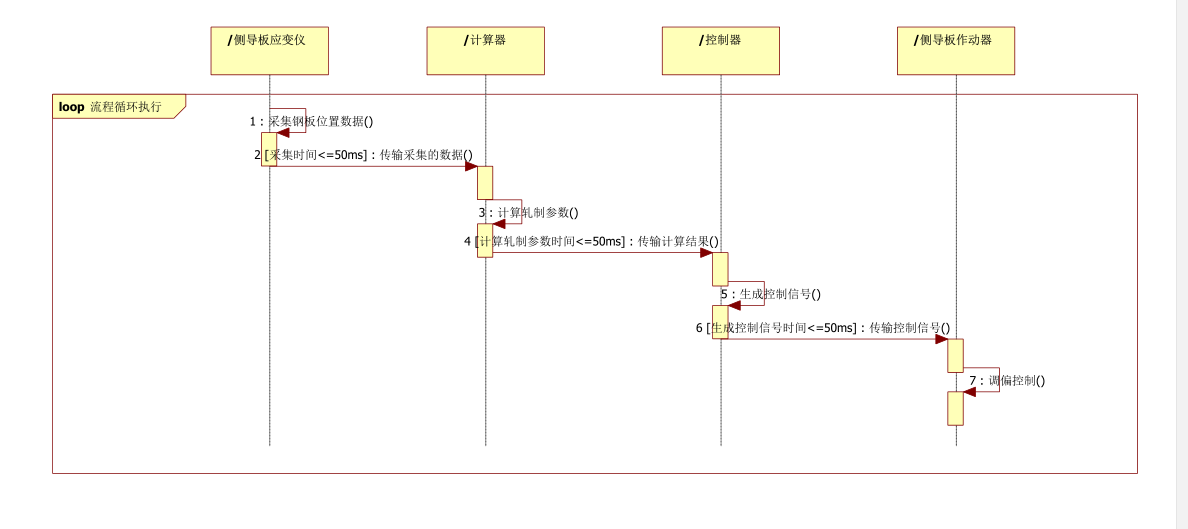 /侧导板应变仪
/计算器
/控制器
/侧导板作动器
loop 流程循环执行
1 : 采集钢板位置数据()
2 [采集时间<=50ms] : 传输采集的数据()
3 : 计算轧制参数()
4 [计算轧制参数时间<=50ms] : 传输计算结果()
5 : 生成控制信号()
6 [生成控制信号时间<=50ms] : 传输控制信号()
7 : 调偏控制()